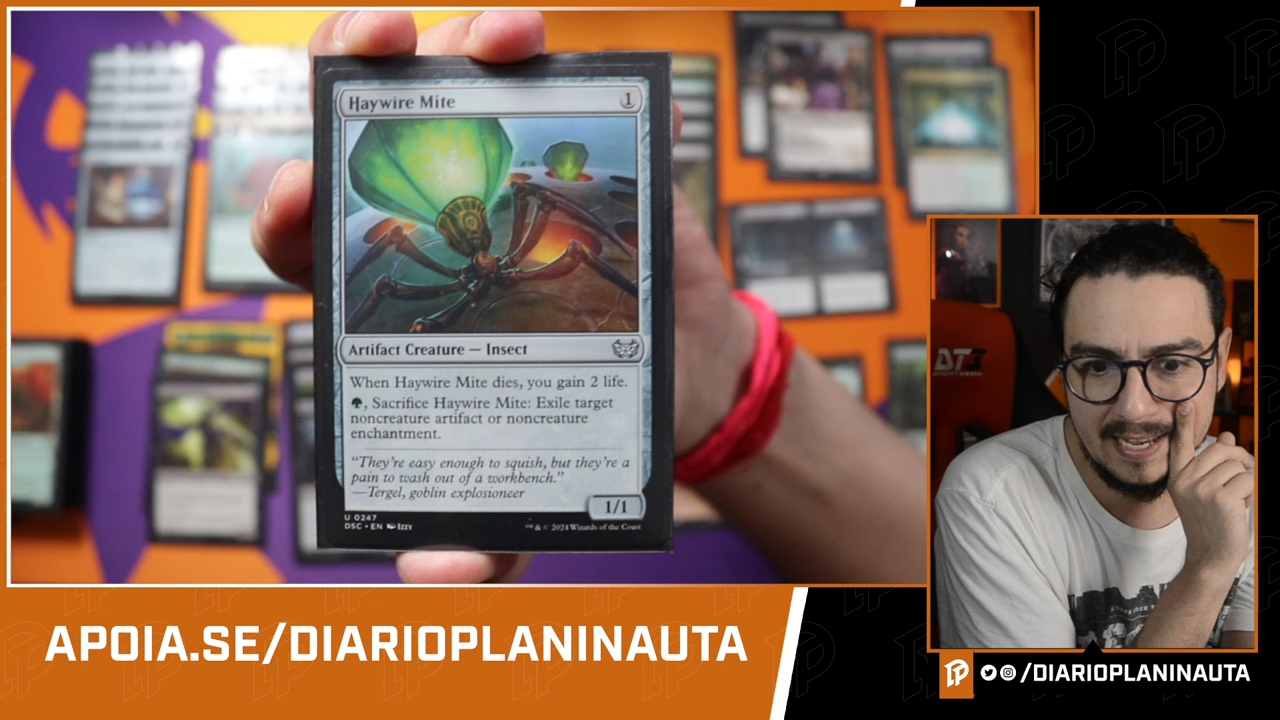 Haywire Mite 1
Artifact Creature — Insect
When Haywire Mite dies, you gain 2 life.
, Sacrifice Haywire Mite: Exile target
noncreature artifact or noncreature
enchantment.
“They’re easy enough to squish, but they’re a
pain to wash out of a workbench.”
—Tergel, goblin explosioneer
1/1
U 0247
DSC • EN Izzy
™ & © 2024 Wizards of the Coast
DT3
APOIA.SE/DIARIOPLANINAUTA
/DIARIOPLANINAUTA